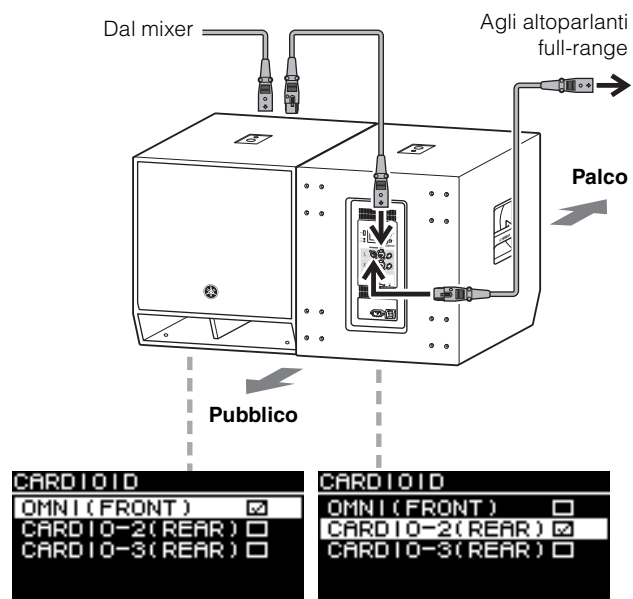 Dal mixer
Agli altoparlanti
full-range
Palco
Pubblico
CARDIOID
OMNI(FRONT)
CARDIO-2(REAR)
CARDIO-3(REAR)
CARDIOID
OMNI(FRONT)
CARDIO-2(REAR)
CARDIO-3(REAR)